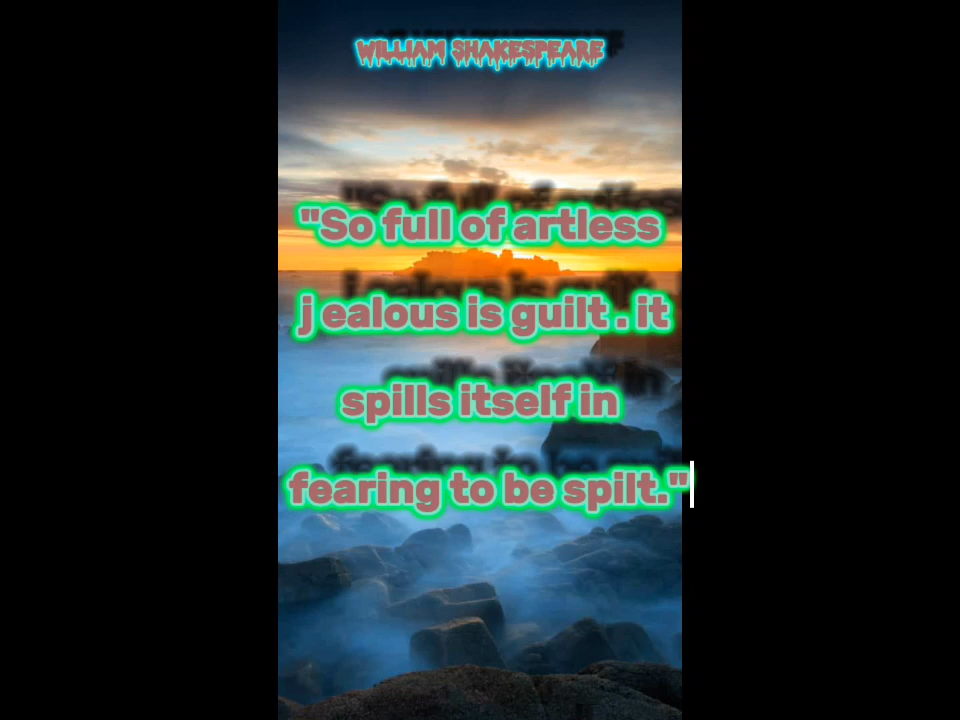 WILLIAM SHAKESPEARE
"So full of artless
j ealous is guilt . it
spills itself in
fearing to be spilt."